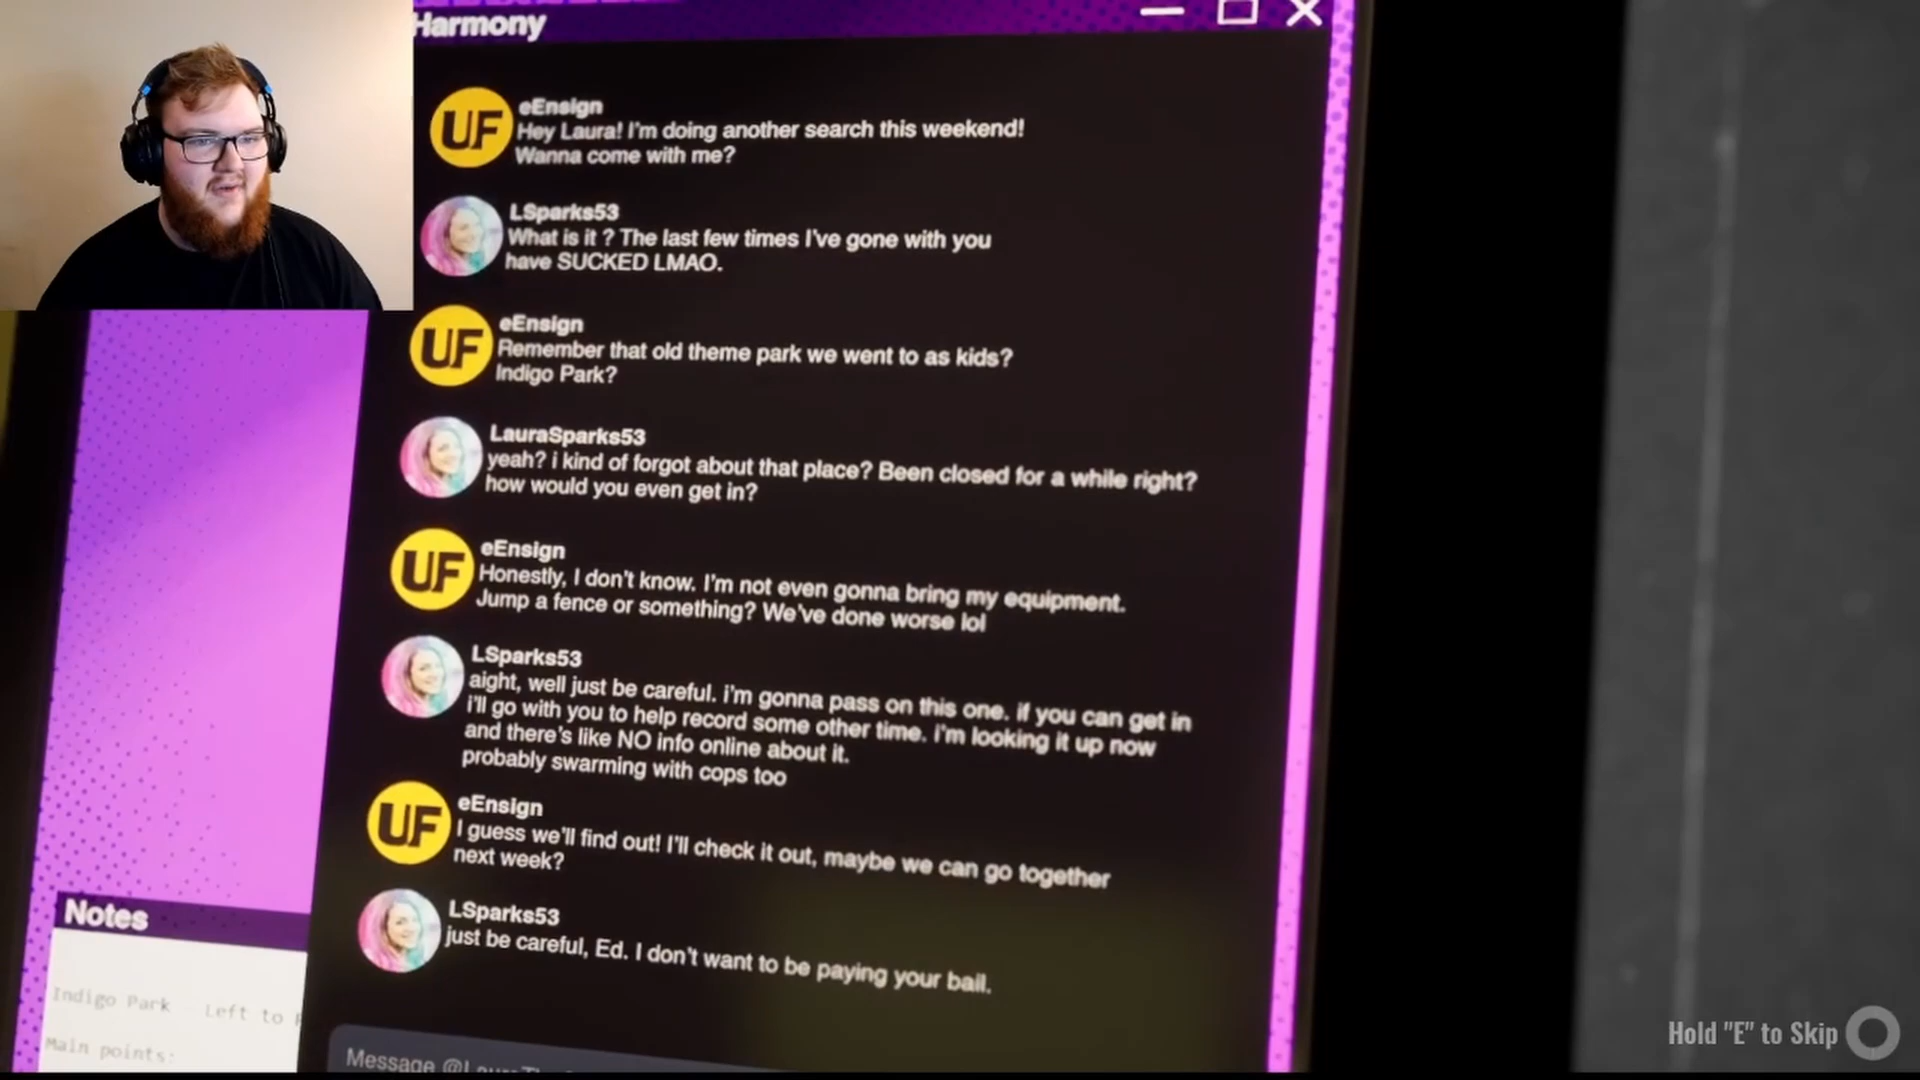 Harmony
UF
eEnsign
Hey Laura! I'm doing another search this weekend!
Wanna come with me?
LSparks53
What is it ? The last few times I've gone with you
have SUCKED LMAO.
UF
eEnsign
Remember that old theme park we went to as kids?
Indigo Park?
LauraSparks53
yeah? i kind of forgot about that place? Been closed for a while right?
how would you even get in?
UF
eEnsign
Honestly, I don't know. I'm not even gonna bring my equipment.
Jump a fence or something? We've done worse lol
LSparks53
aight, well just be careful. i'm gonna pass on this one. if you can get in
i'll go with you to help record some other time. i'm looking it up now
and there's like NO info online about it.
probably swarming with cops too
UF
eEnsign
I guess we'll find out! I'll check it out, maybe we can go together
next week?
LSparks53
just be careful, Ed. I don't want to be paying your bail.
Notes
Indigo Park - Left to
Main points:
Message
Hold "E" to Skip